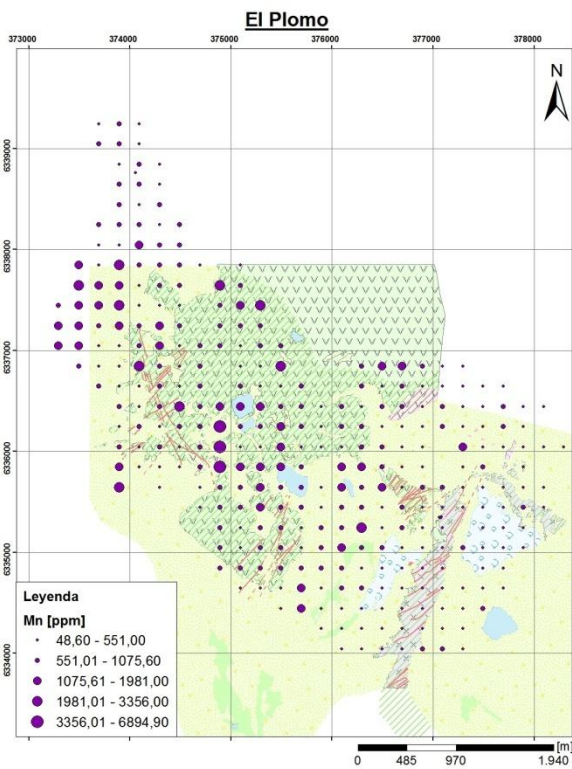 El Plomo
373000 374000 375000 376000 377000 378000
N
6339000
6338000
6337000
6336000
6335000
6334000
Leyenda
Mn [ppm]
48,60 - 551,00
551,01 - 1075,60
1075,61 - 1981,00
1981,01 - 3356,00
3356,01 - 6894,90
[m]
0 485 970 1.940